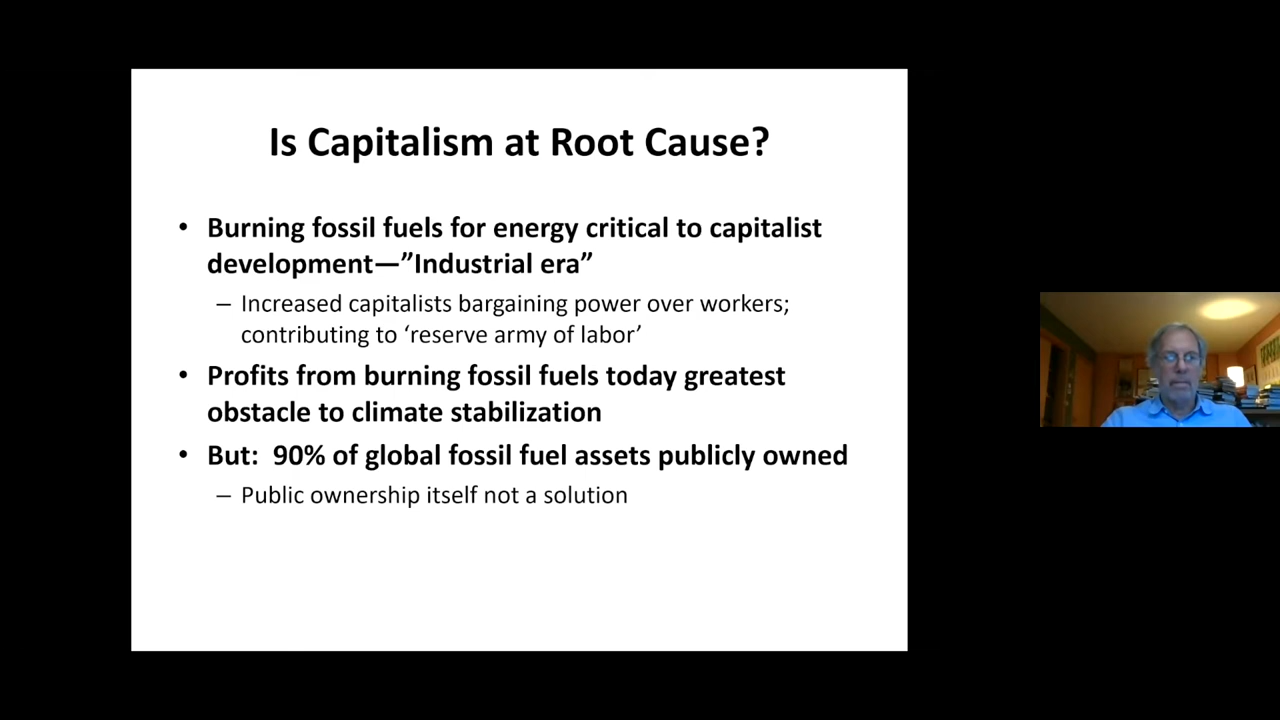 Is Capitalism at Root Cause?
• Burning fossil fuels for energy critical to capitalist
development—”Industrial era”
– Increased capitalists bargaining power over workers;
contributing to ‘reserve army of labor’
• Profits from burning fossil fuels today greatest
obstacle to climate stabilization
• But:  90% of global fossil fuel assets publicly owned
– Public ownership itself not a solution